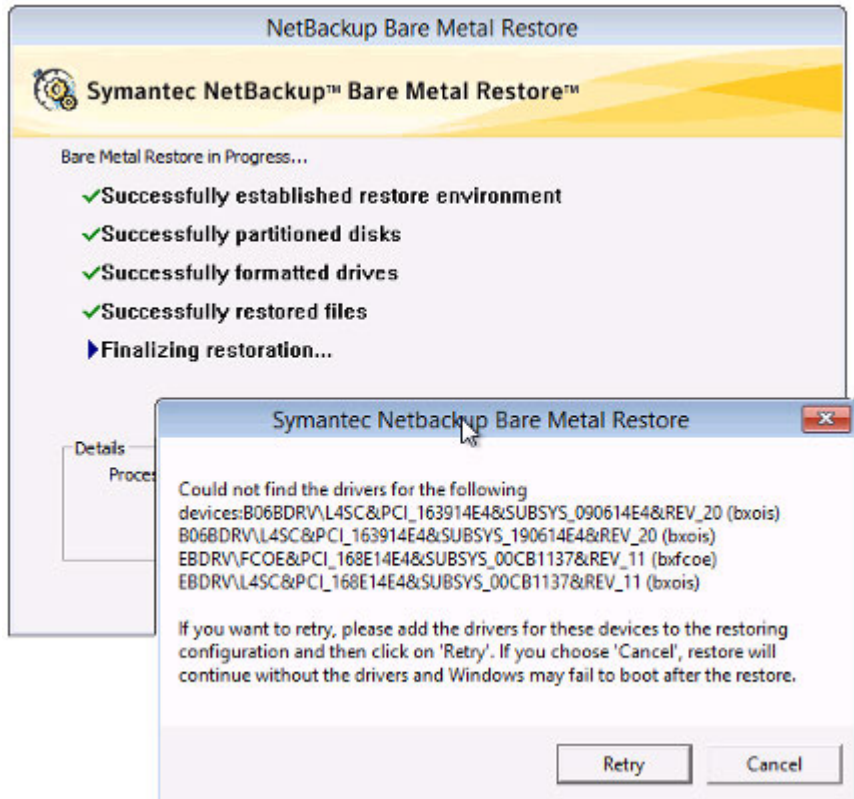 NetBackup Bare Metal Restore
Symantec NetBackup™ Bare Metal Restore™
Bare Metal Restore in Progress...
Successfully established restore environment
Successfully partitioned disks
Successfully formatted drives
Successfully restored files
Finalizing restoration...
Details
Symantec Netbackup Bare Metal Restore
Could not find the drivers for the following
devices:B06BDRV\L4SC&PCI_163914E4&SUBSYS_090614E4&REV_20 (bxois)
B06BDRV\L4SC&PCI_163914E4&SUBSYS_190614E4&REV_20 (bxois)
EBDRV\FCOE&PCI_168E14E4&SUBSYS_00CB1137&REV_11 (bxfcoe)
EBDRV\L4SC&PCI_168E14E4&SUBSYS_00CB1137&REV_11 (bxois)
If you want to retry, please add the drivers for these devices to the restoring
configuration and then click on 'Retry'. If you choose 'Cancel', restore will
continue without the drivers and Windows may fail to boot after the restore.
Retry
Cancel